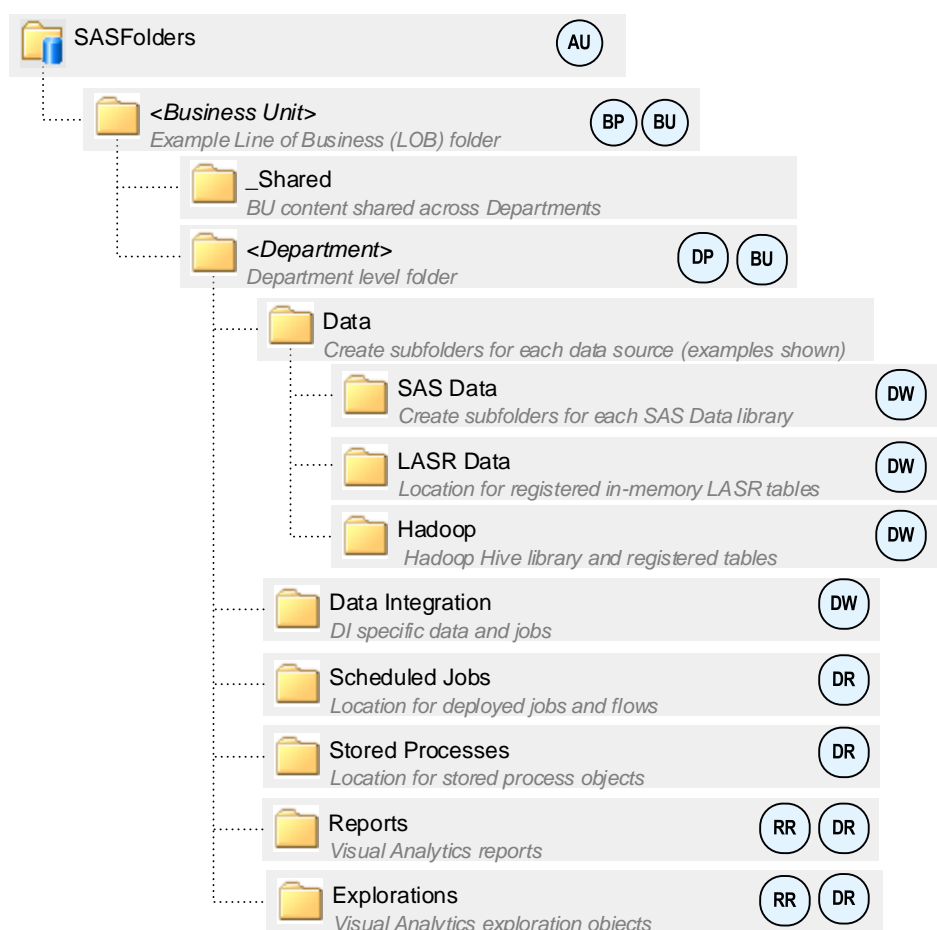 SASFolders AU
<Business Unit> BP BU
Example Line of Business (LOB) folder
_Shared
BU content shared across Departments
<Department> DP BU
Department level folder
Data
Create subfolders for each data source (examples shown)
SAS Data DW
Create subfolders for each SAS Data library
LASR Data DW
Location for registered in-memory LASR tables
Hadoop DW
Hadoop Hive library and registered tables
Data Integration DW
DI specific data and jobs
Scheduled Jobs DR
Location for deployed jobs and flows
Stored Processes DR
Location for stored process objects
Reports RR DR
Visual Analytics reports
Explorations RR DR
Visual Analytics exploration objects